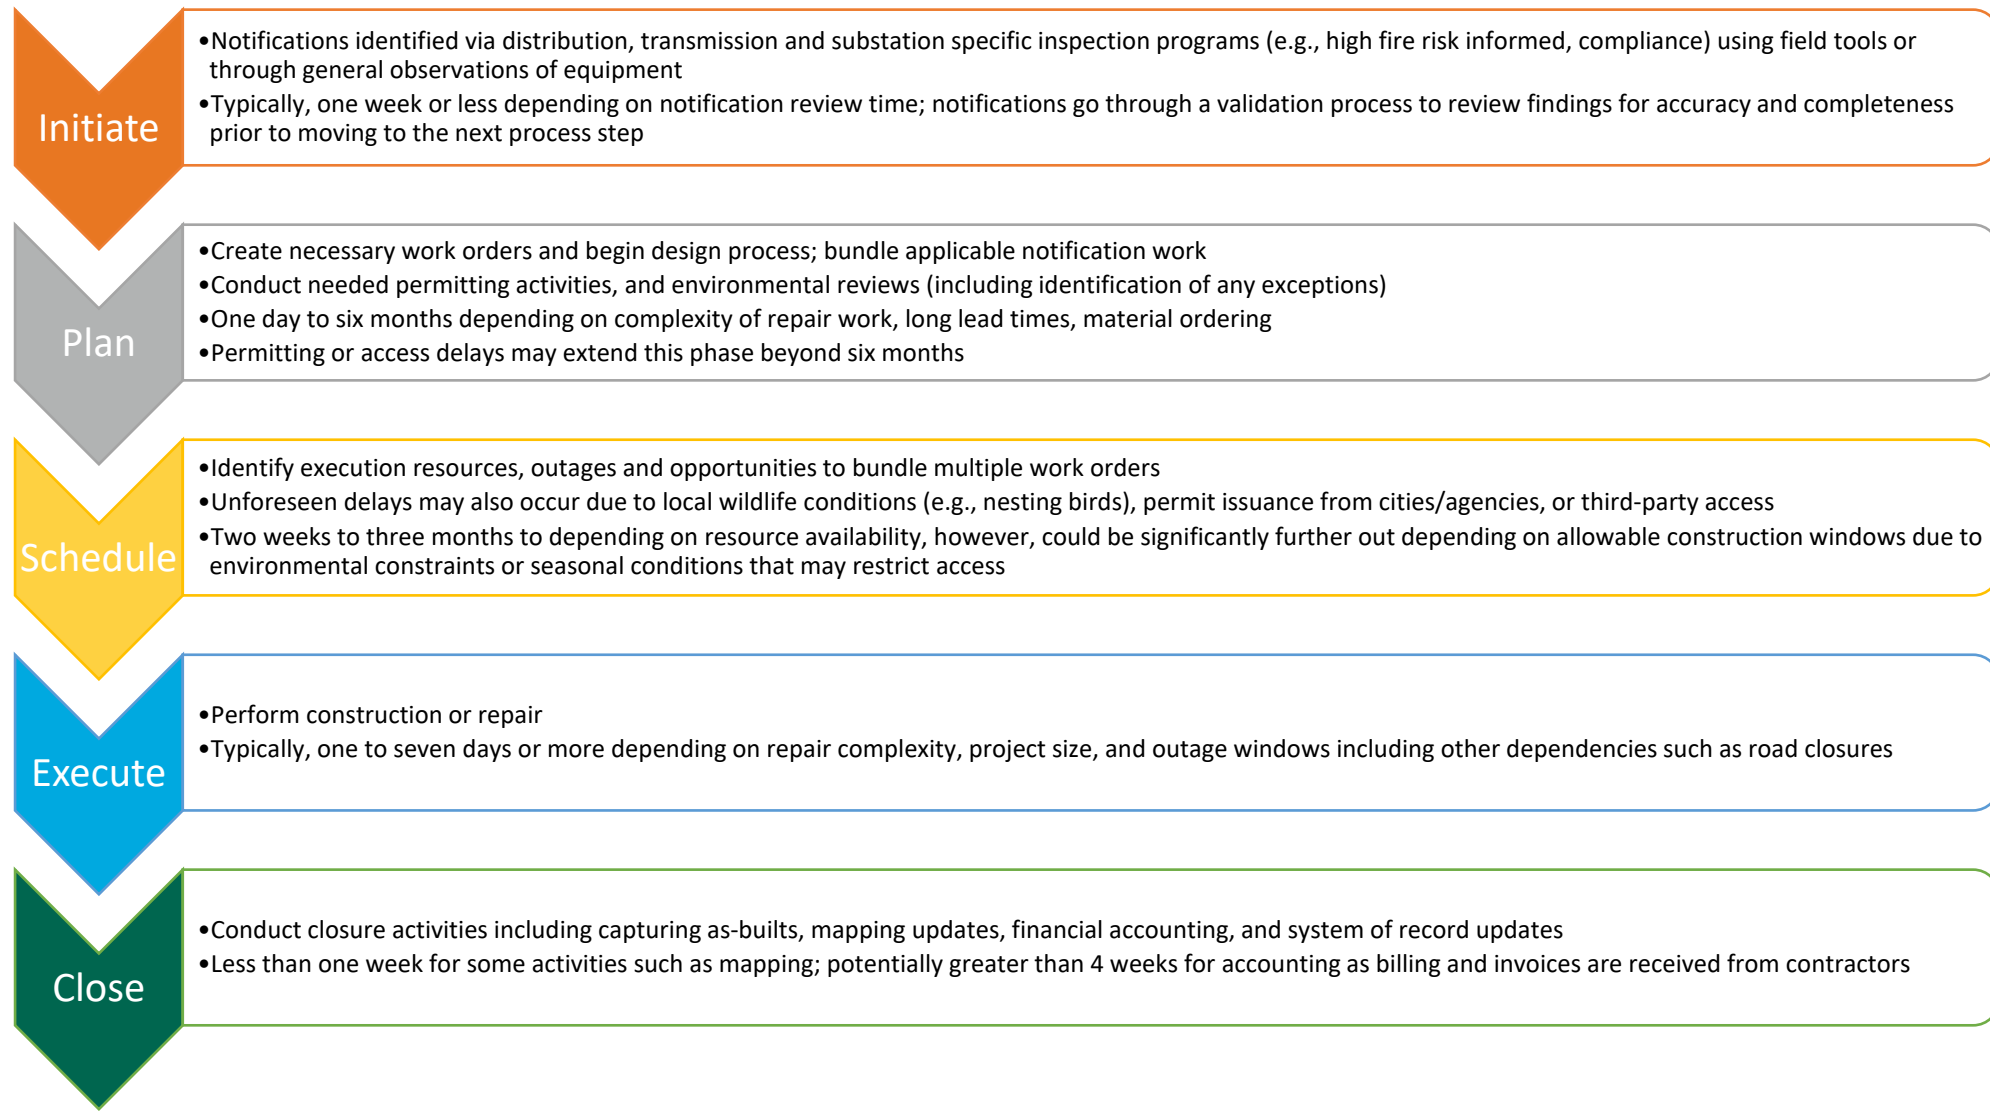 Initiate
•Notifications identified via distribution, transmission and substation specific inspection programs (e.g., high fire risk informed, compliance) using field tools or
through general observations of equipment
•Typically, one week or less depending on notification review time; notifications go through a validation process to review findings for accuracy and completeness
prior to moving to the next process step
Plan
•Create necessary work orders and begin design process; bundle applicable notification work
•Conduct needed permitting activities, and environmental reviews (including identification of any exceptions)
•One day to six months depending on complexity of repair work, long lead times, material ordering
•Permitting or access delays may extend this phase beyond six months
Schedule
•Identify execution resources, outages and opportunities to bundle multiple work orders
•Unforeseen delays may also occur due to local wildlife conditions (e.g., nesting birds), permit issuance from cities/agencies, or third-party access
•Two weeks to three months to depending on resource availability, however, could be significantly further out depending on allowable construction windows due to
environmental constraints or seasonal conditions that may restrict access
Execute
•Perform construction or repair
•Typically, one to seven days or more depending on repair complexity, project size, and outage windows including other dependencies such as road closures
Close
•Conduct closure activities including capturing as-builts, mapping updates, financial accounting, and system of record updates
•Less than one week for some activities such as mapping; potentially greater than 4 weeks for accounting as billing and invoices are received from contractors